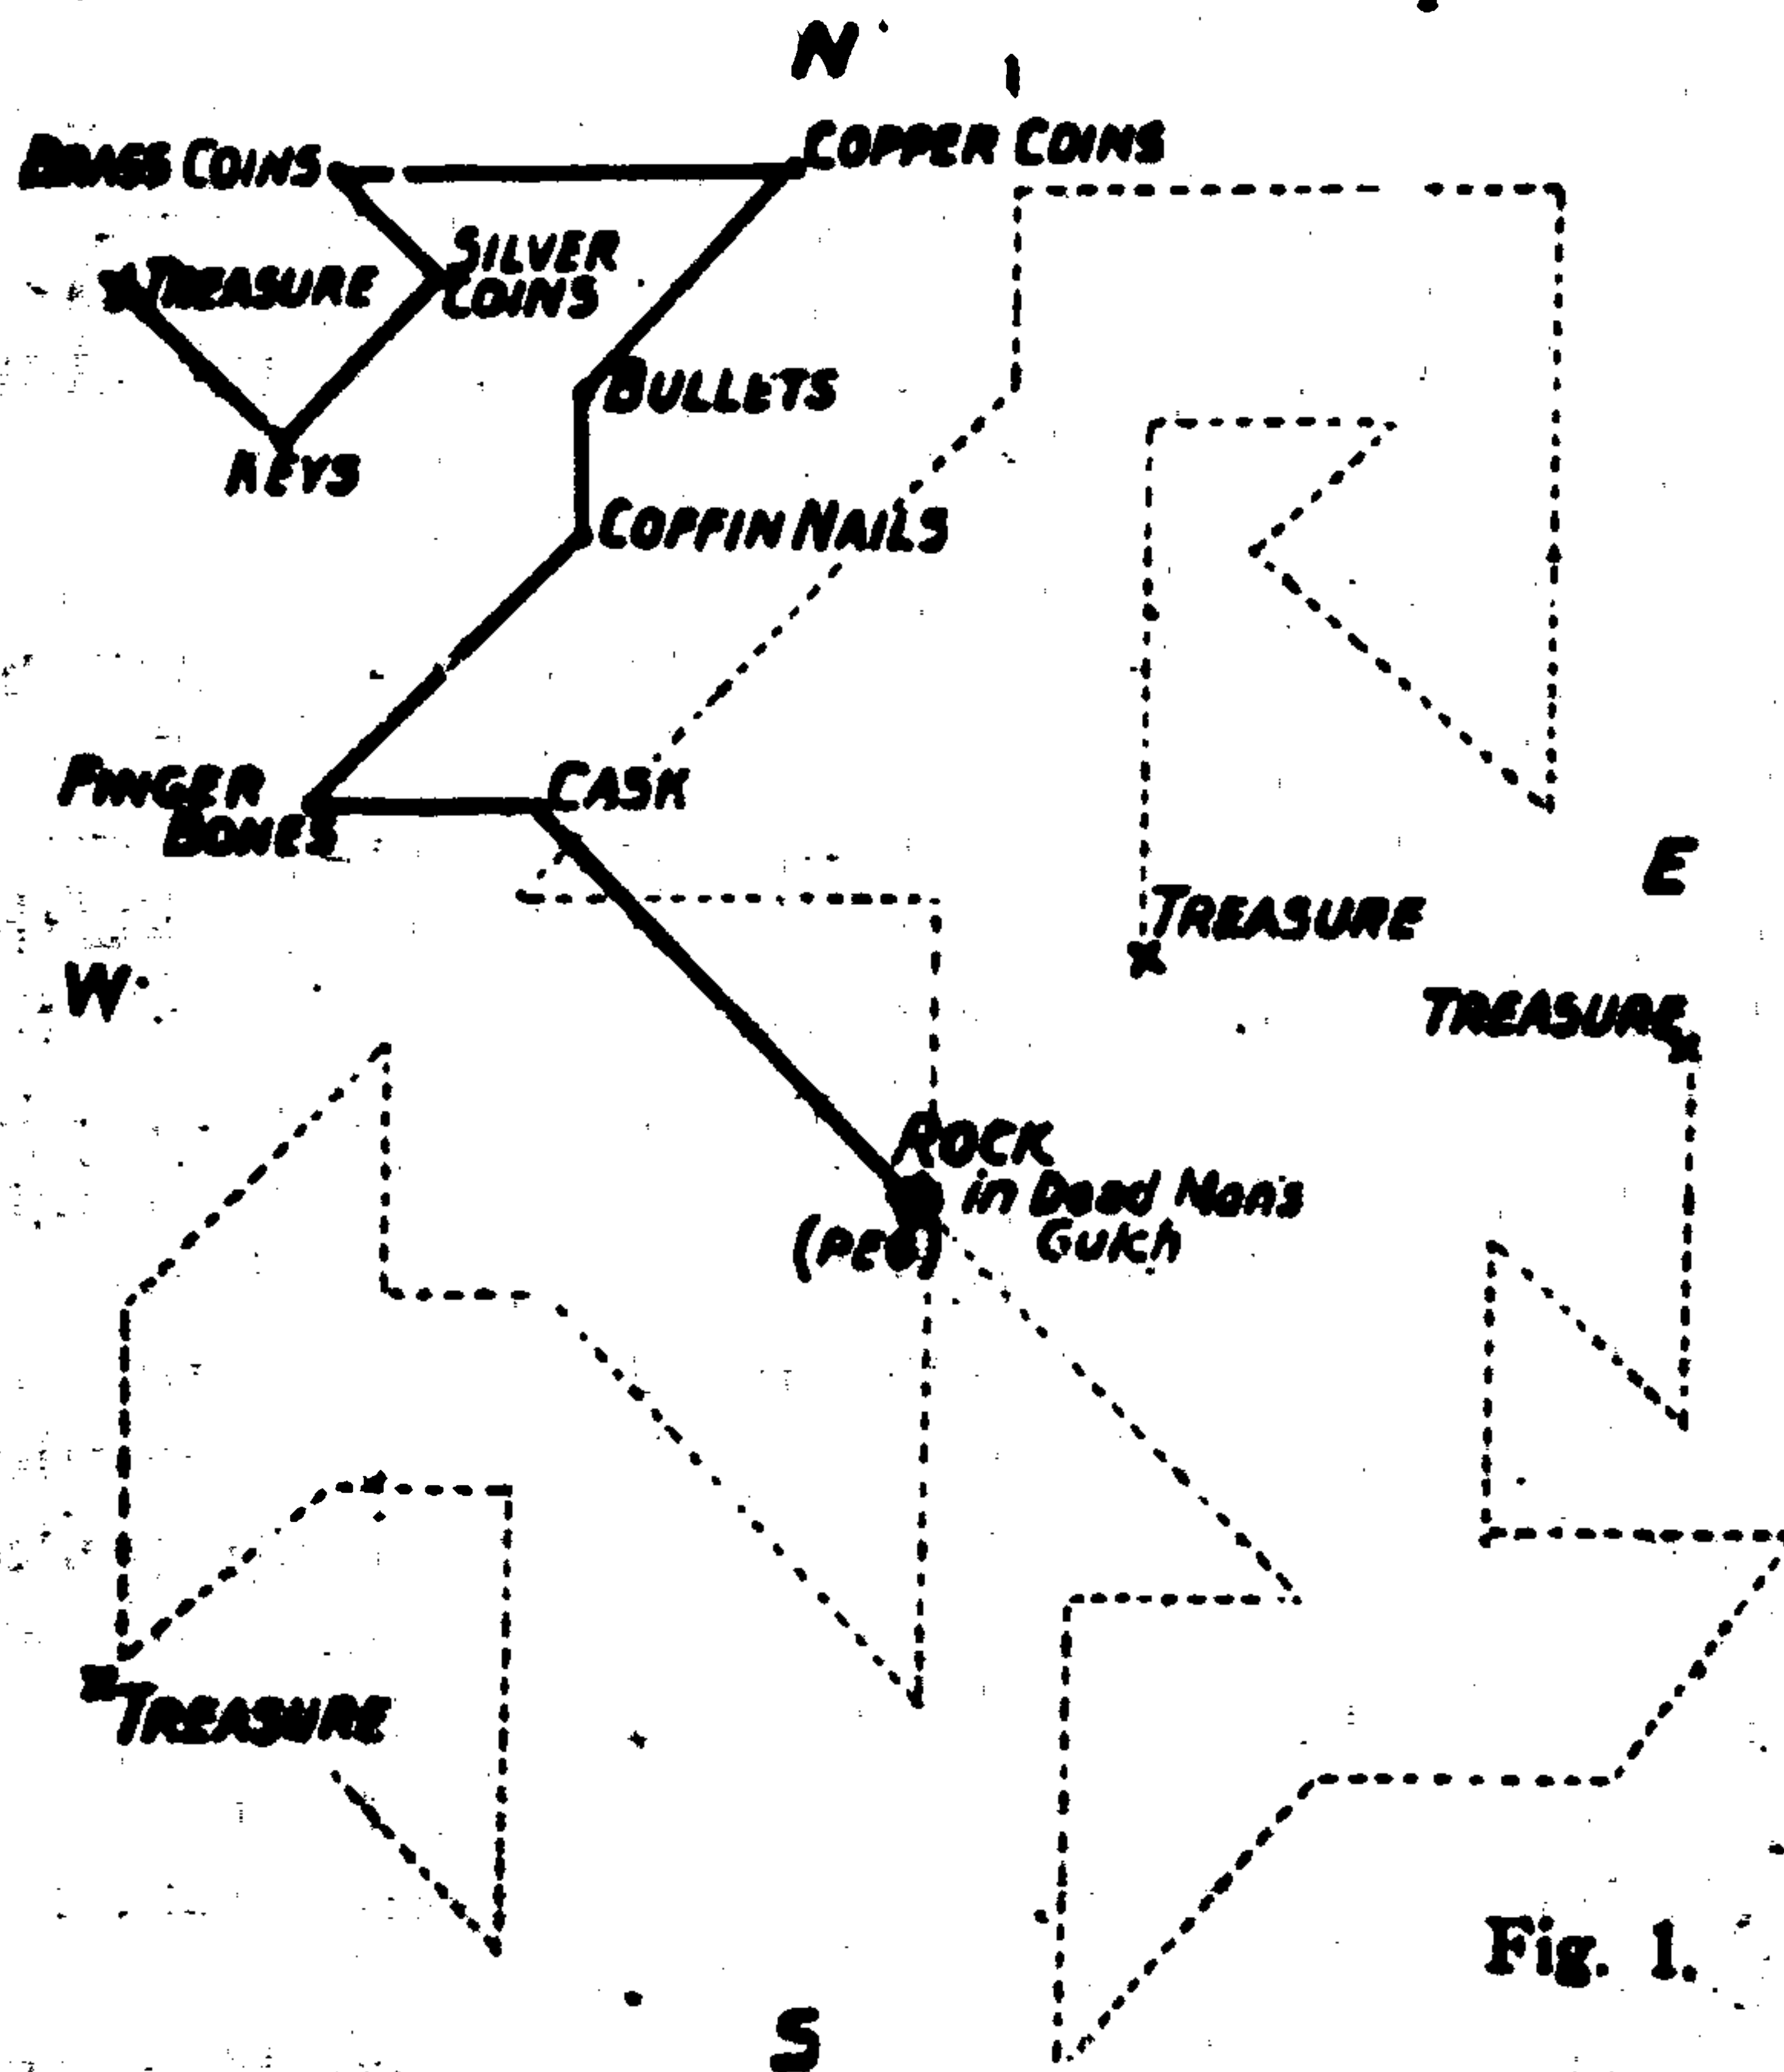 N
BRASS COINS
COPPER COINS
SILVER
COINS
TREASURE
BULLETS
KEYS
COFFIN NAILS
FINGER
BONES
CASK
E
TREASURE
W
TREASURE
ROCK
in Dead Man's
Gulch
(RED)
TREASURE
Fig. 1.
S